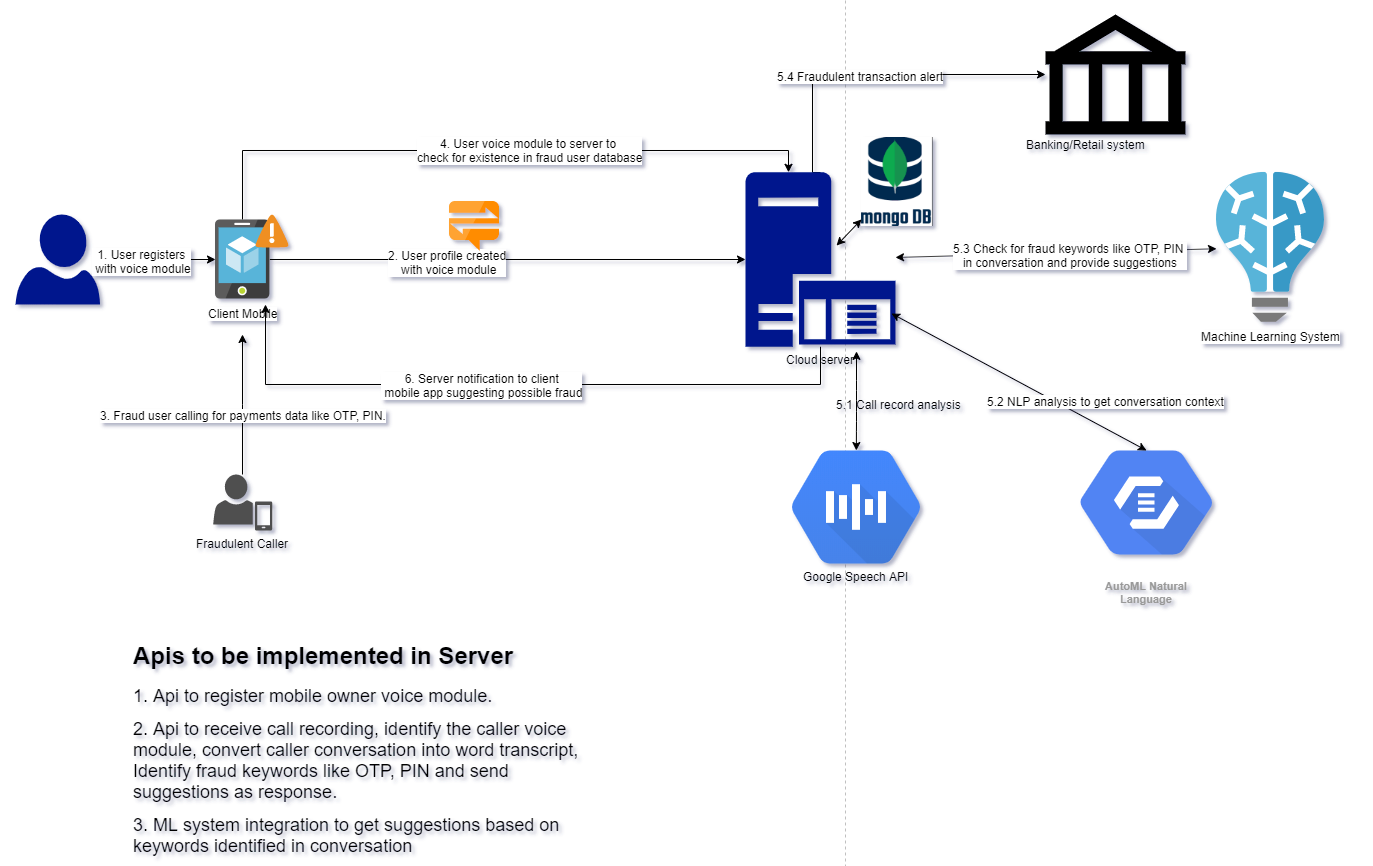 5.4 Fraudulent transaction alert
Banking/Retail system
4. User voice module to server to
check for existence in fraud user database
mongo DB
1. User registers
with voice module
2. User profile created
with voice module
5.3 Check for fraud keywords like OTP, PIN
in conversation and provide suggestions
Client Mobile
Machine Learning System
Cloud server
6. Server notification to client
mobile app suggesting possible fraud
3. Fraud user calling for payments data like OTP, PIN.
5.1 Call record analysis
5.2 NLP analysis to get conversation context
Fraudulent Caller
Google Speech API
AutoML Natural
Language
Apis to be implemented in Server
1. Api to register mobile owner voice module.
2. Api to receive call recording, identify the caller voice
module, convert caller conversation into word transcript,
Identify fraud keywords like OTP, PIN and send
suggestions as response.
3. ML system integration to get suggestions based on
keywords identified in conversation